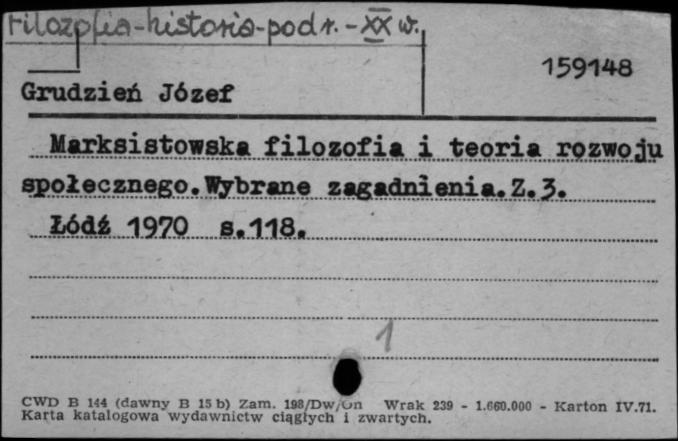 Filozofia-historia-podr.-XX w.
159148
Grudzień Józef
Marksistowska filozofia i teoria rozwoju
społecznego.Wybrane zagadnienia.Z.3.
Łódź 1970 s.118.
1
CWD B 144 (dawny B 15 b) Zam. 198/Dw/Un Wrak 239 - 1.660.000 - Karton IV.71.
Karta katalogowa wydawnictw ciągłych i zwartych.